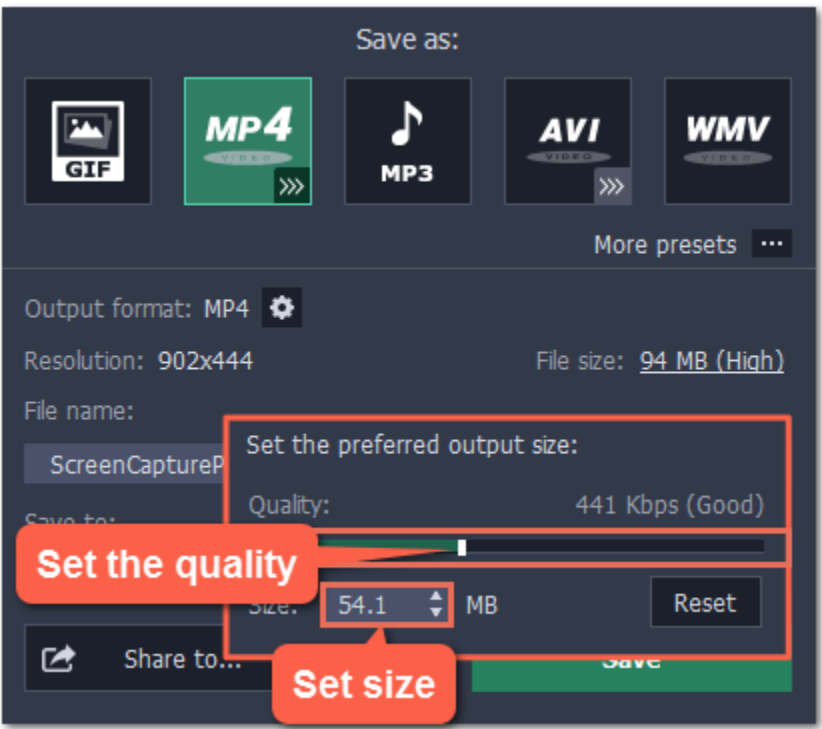 Save as:
GIF
MP4
VIDEO
MP3
AVI
VIDEO
WMV
VIDEO
More presets ...
Output format: MP4
Resolution: 902x444 File size: 94 MB (High)
File name:
Set the preferred output size:
ScreenCaptureP
Quality: 441 Kbps (Good)
Save to:
Set the quality
Size: 54.1 MB Reset
Share to... Save
Set size